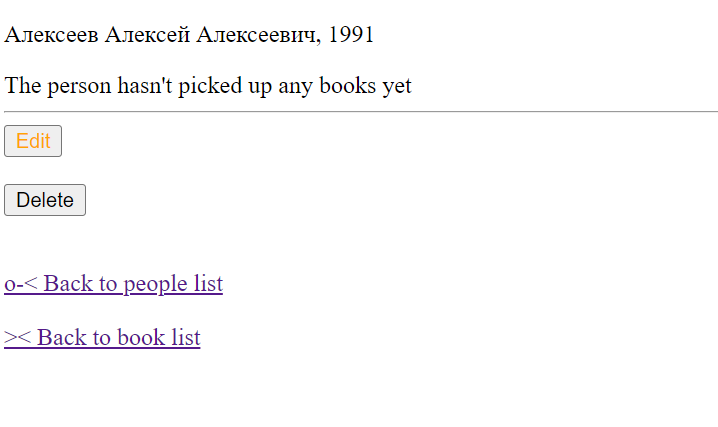 Алексеев Алексей Алексеевич, 1991
The person hasn't picked up any books yet
Edit
Delete
o-< Back to people list
>< Back to book list